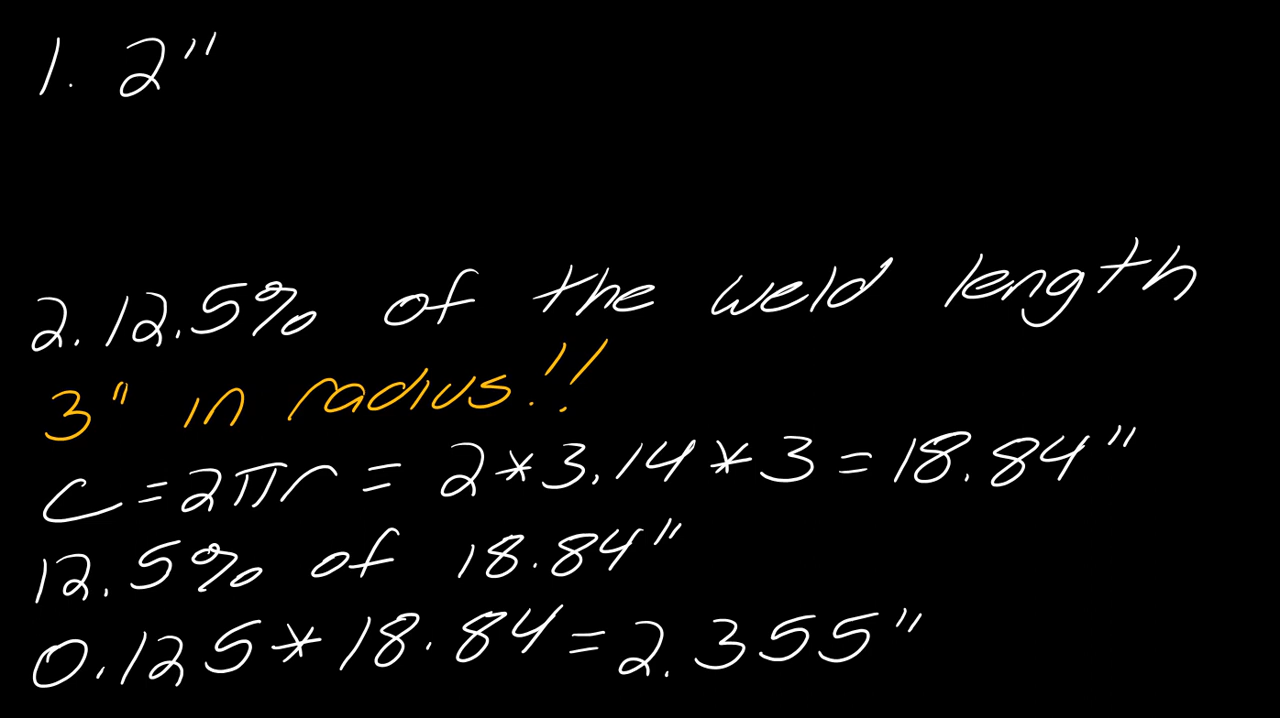 1. 2"
2. 12.5% of the weld length
3" in radius!!
C = 2πr = 2*3.14*3 = 18.84"
12.5% of 18.84"
0.125*18.84 = 2.355"